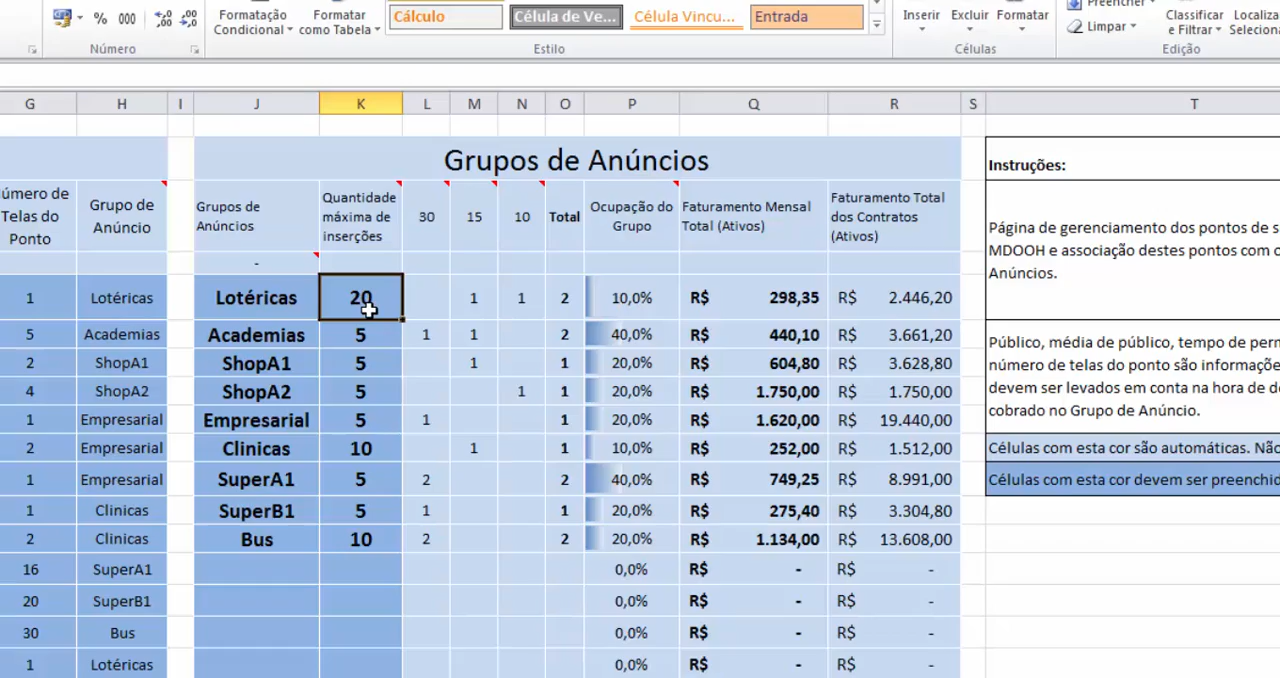 % 000 Formatação Condicional Formatar como Tabela Cálculo Célula de Ve... Célula Vincu... Entrada Inserir Excluir Formatar Preencher Limpar Classificar e Filtrar
Número Estilo Células Edição
G H I J K L M N O P Q R S T
Grupos de Anúncios
Instruções:
Telas do Ponto Grupo de Anúncio Grupos de Anúncios Quantidade máxima de inserções 30 15 10 Total Ocupação do Grupo Faturamento Mensal Total (Ativos) Faturamento Total dos Contratos (Ativos)
Página de gerenciamento dos pontos de
MDOOH e associação destes pontos com
Anúncios.
-
1 Lotéricas Lotéricas 20 1 1 2 10,0% R$ 298,35 R$ 2.446,20
5 Academias Academias 5 1 1 2 40,0% R$ 440,10 R$ 3.661,20
2 ShopA1 ShopA1 5 1 1 20,0% R$ 604,80 R$ 3.628,80
4 ShopA2 ShopA2 5 1 1 20,0% R$ 1.750,00 R$ 1.750,00
1 Empresarial Empresarial 5 1 1 20,0% R$ 1.620,00 R$ 19.440,00
2 Empresarial Clinicas 10 1 1 10,0% R$ 252,00 R$ 1.512,00
1 Empresarial SuperA1 5 2 2 40,0% R$ 749,25 R$ 8.991,00
1 Clinicas SuperB1 5 1 1 20,0% R$ 275,40 R$ 3.304,80
2 Clinicas Bus 10 2 2 20,0% R$ 1.134,00 R$ 13.608,00
16 SuperA1 0,0% R$ - R$ -
20 SuperB1 0,0% R$ - R$ -
30 Bus 0,0% R$ - R$ -
1 Lotéricas 0,0% R$ - R$ -
Público, média de público, tempo de
número de telas do ponto são
devem ser levados em conta na hora de
cobrado no Grupo de Anúncio.
Células com esta cor são automáticas.
Células com esta cor devem ser